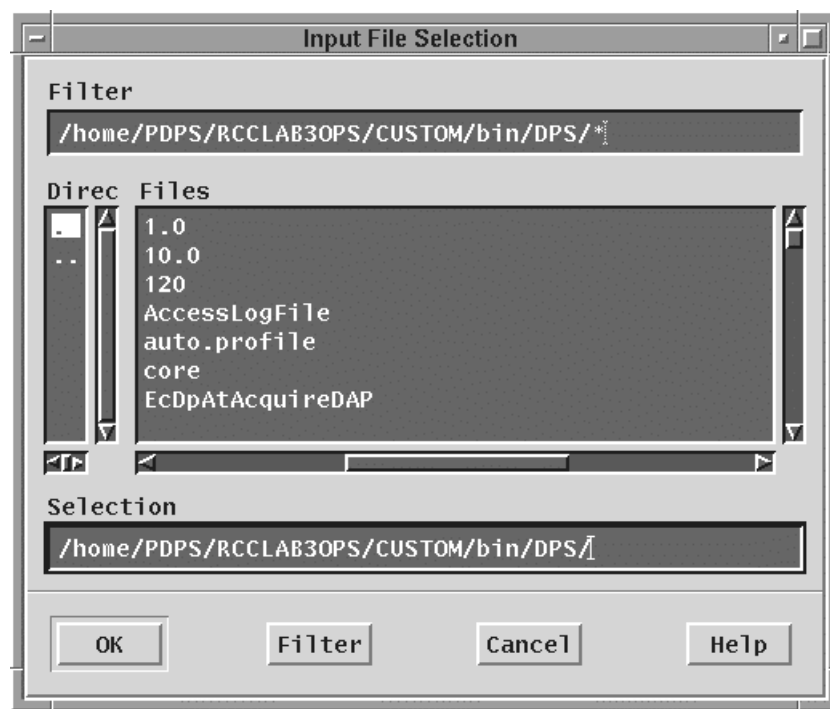 Input File Selection
Filter
/home/PDPS/RCCLAB3OPS/CUSTOM/bin/DPS/*
Direc Files
.
..
1.0
10.0
120
AccessLogFile
auto.profile
core
EcDpAtAcquireDAP
Selection
/home/PDPS/RCCLAB3OPS/CUSTOM/bin/DPS/
OK Filter Cancel Help